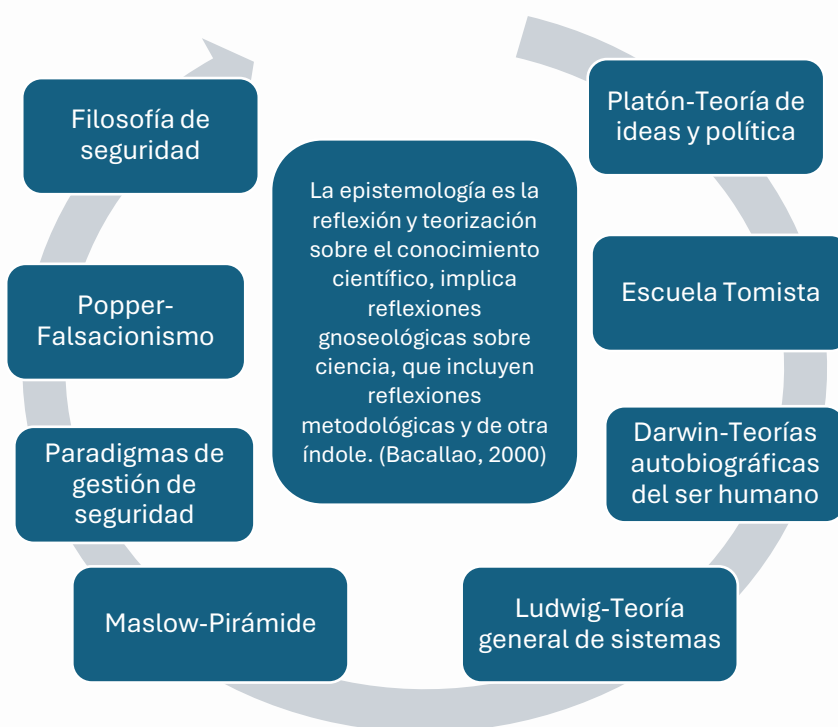 Platón-Teoría de
ideas y política
Escuela Tomista
Darwin-Teorías
autobiográficas
del ser humano
Ludwig-Teoría
general de sistemas
Maslow-Pirámide
Paradigmas de
gestión de
seguridad
Popper-
Falsacionismo
Filosofía de
seguridad
La epistemología es la
reflexión y teorización
sobre el conocimiento
científico, implica
reflexiones
gnoseológicas sobre
ciencia, que incluyen
reflexiones
metodológicas y de otra
índole. (Bacallao, 2000)